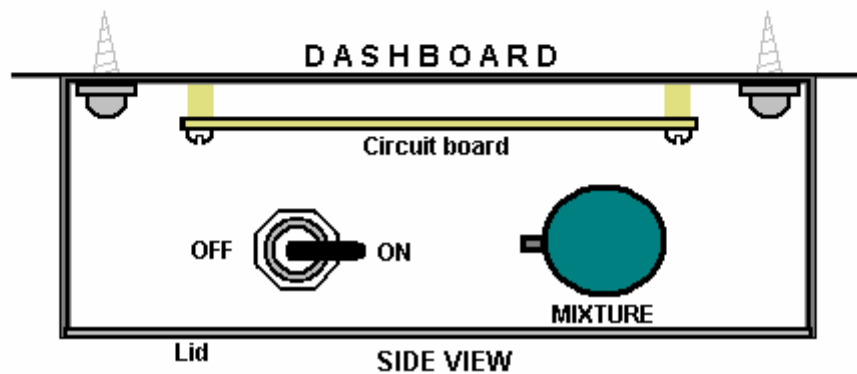 DASHBOARD
Circuit board
OFF
ON
MIXTURE
Lid
SIDE VIEW